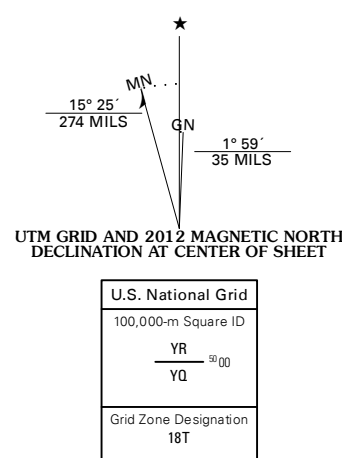 ★
MN
15° 25´
274 MILS
GN
1° 59´
35 MILS
UTM GRID AND 2012 MAGNETIC NORTH
DECLINATION AT CENTER OF SHEET
U.S. National Grid
100,000-m Square ID
YR
5000
YQ
Grid Zone Designation
18T